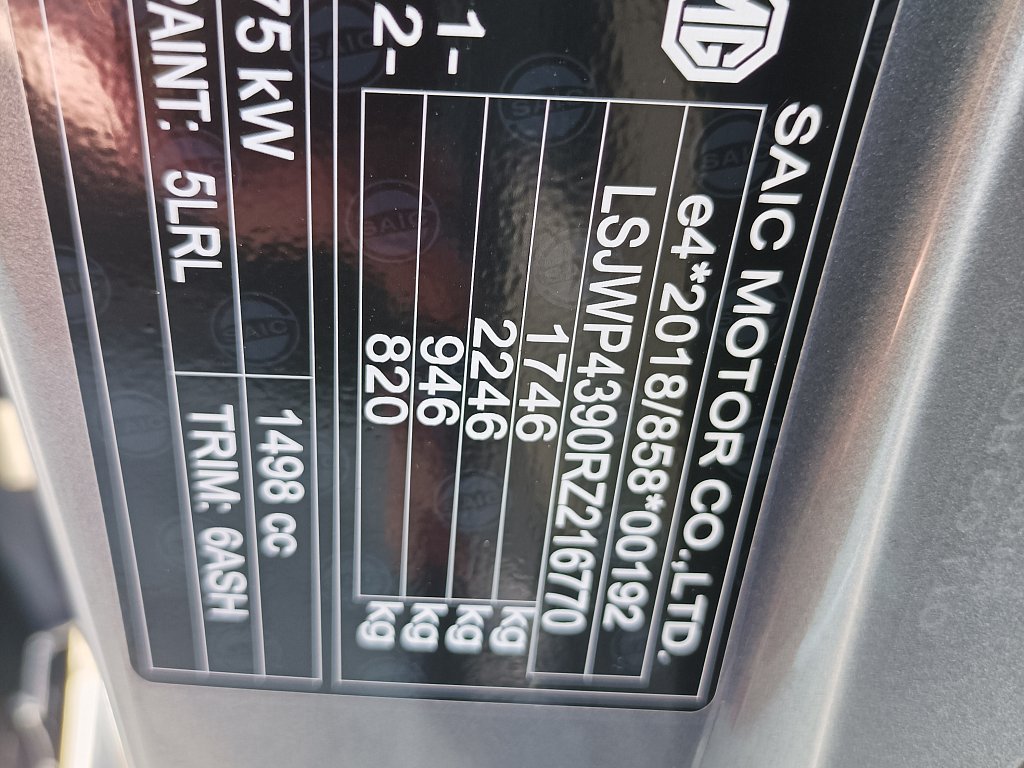 MG
SAIC MOTOR CO.,LTD.
e4*2018/858*00192
LSJWP4390RZ216770
1746 kg
2246 kg
1- 946 kg
2- 820 kg
75 kW 1498 cc
PAINT: 5LRL TRIM: 6ASH